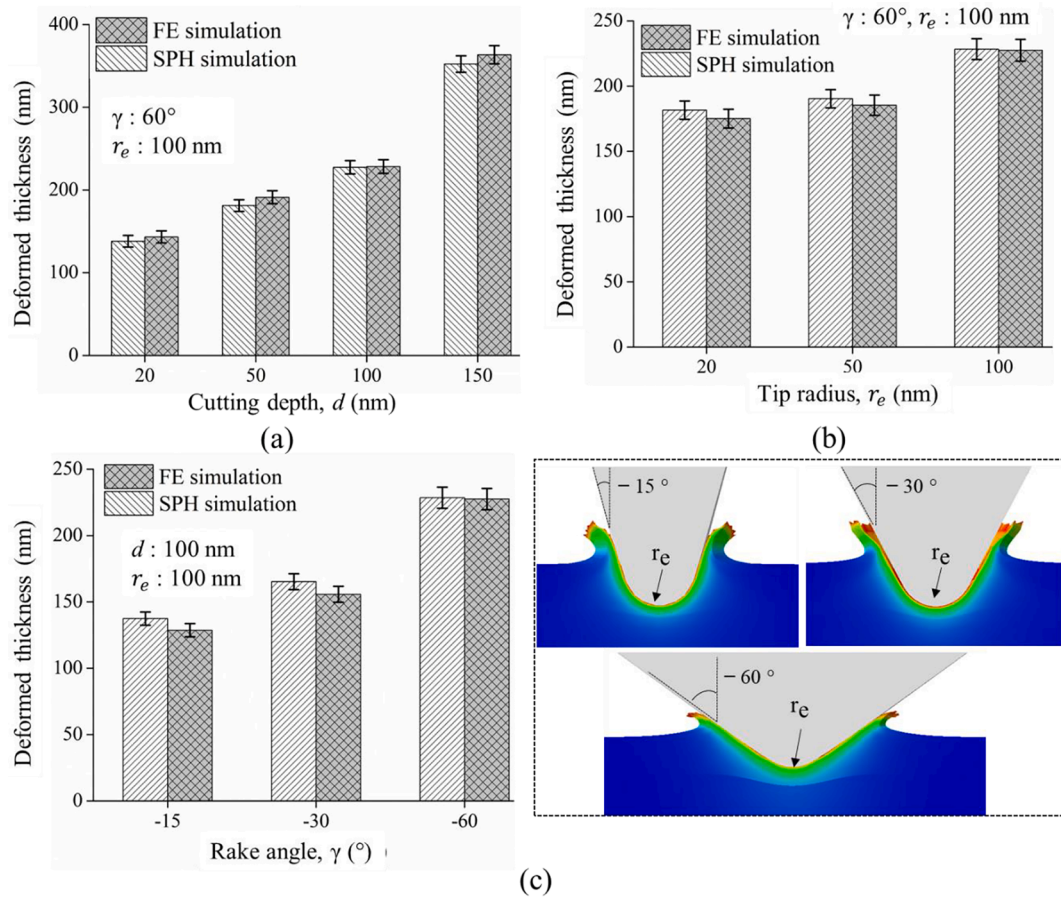 400
300
200
100
0
Deformed thickness (nm)
FE simulation
SPH simulation
γ : 60°
rₑ : 100 nm
20 50 100 150
Cutting depth, d (nm)
(a)
γ: 60°, rₑ : 100 nm
250
200
150
100
50
0
Deformed thickness (nm)
FE simulation
SPH simulation
20 50 100
Tip radius, rₑ (nm)
(b)
250
200
150
100
50
0
Deformed thickness (nm)
FE simulation
SPH simulation
d : 100 nm
rₑ : 100 nm
-15 -30 -60
Rake angle, γ (°)
− 15 °
rₑ
− 30 °
rₑ
− 60 °
rₑ
(c)